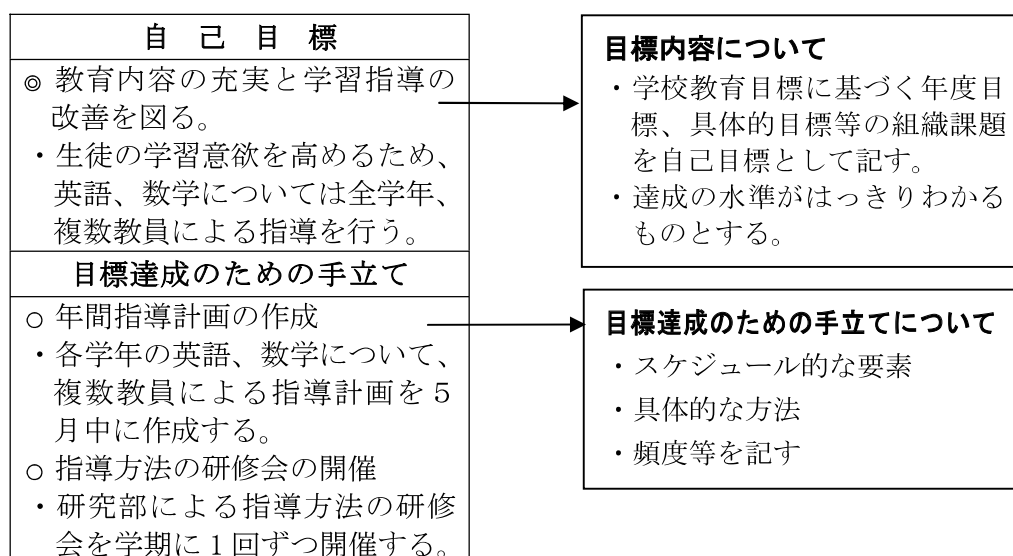 自　己　目　標
◎ 教育内容の充実と学習指導の
改善を図る。
・生徒の学習意欲を高めるため、
英語、数学については全学年、
複数教員による指導を行う。
目標達成のための手立て
○ 年間指導計画の作成
・各学年の英語、数学について、
複数教員による指導計画を５
月中に作成する。
○ 指導方法の研修会の開催
・研究部による指導方法の研修
会を学期に１回ずつ開催する。
目標内容について
・学校教育目標に基づく年度目
標、具体的目標等の組織課題
を自己目標として記す。
・達成の水準がはっきりわかる
ものとする。
目標達成のための手立てについて
・スケジュール的な要素
・具体的な方法
・頻度等を記す